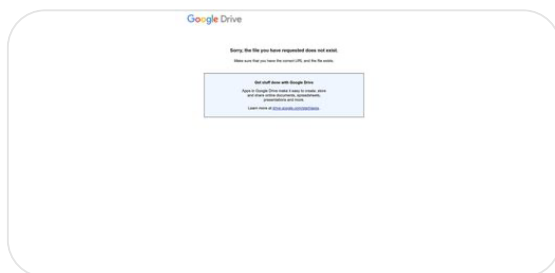 Google Drive
Sorry, the file you have requested does not exist.
Make sure that you have the correct URL and the file exists.
Get stuff done with Google Drive
Apps in Google Drive make it easy to create, store
and share online documents, spreadsheets,
presentations and more.
Learn more at drive.google.com/start/apps.